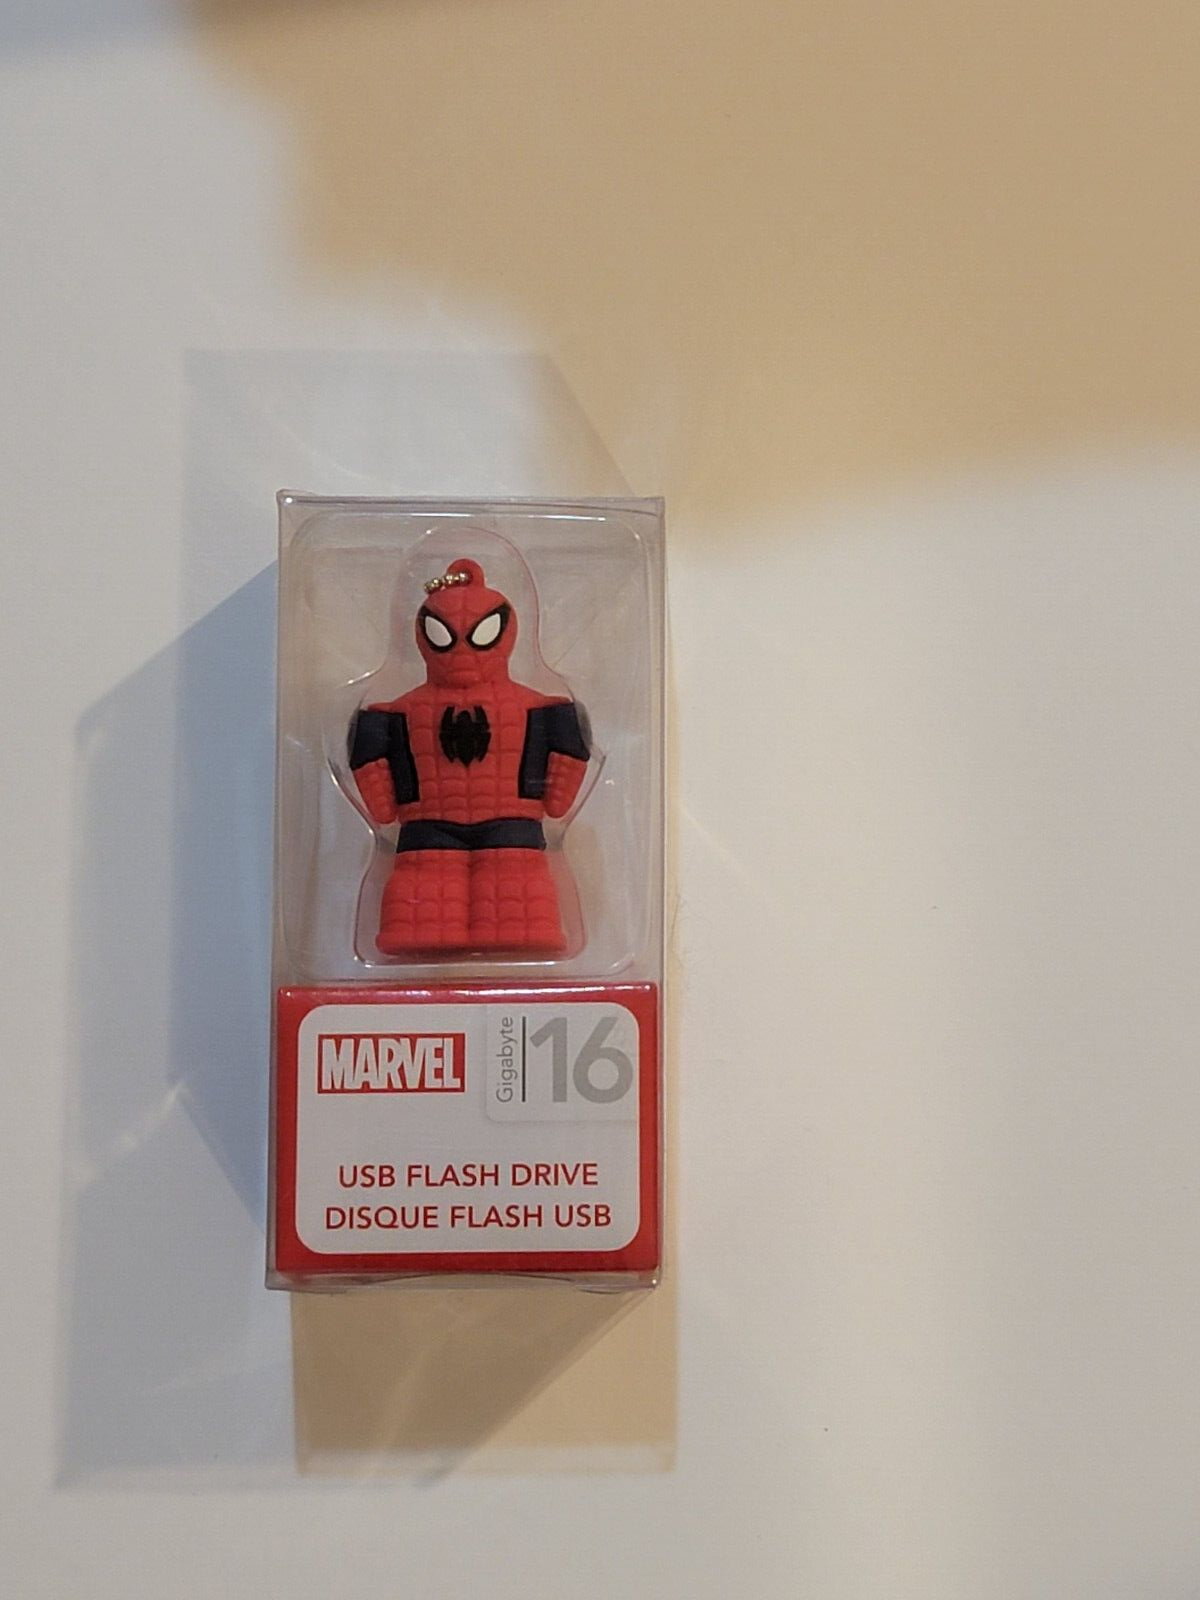 MARVEL
Gigabyte
16
USB FLASH DRIVE
DISQUE FLASH USB